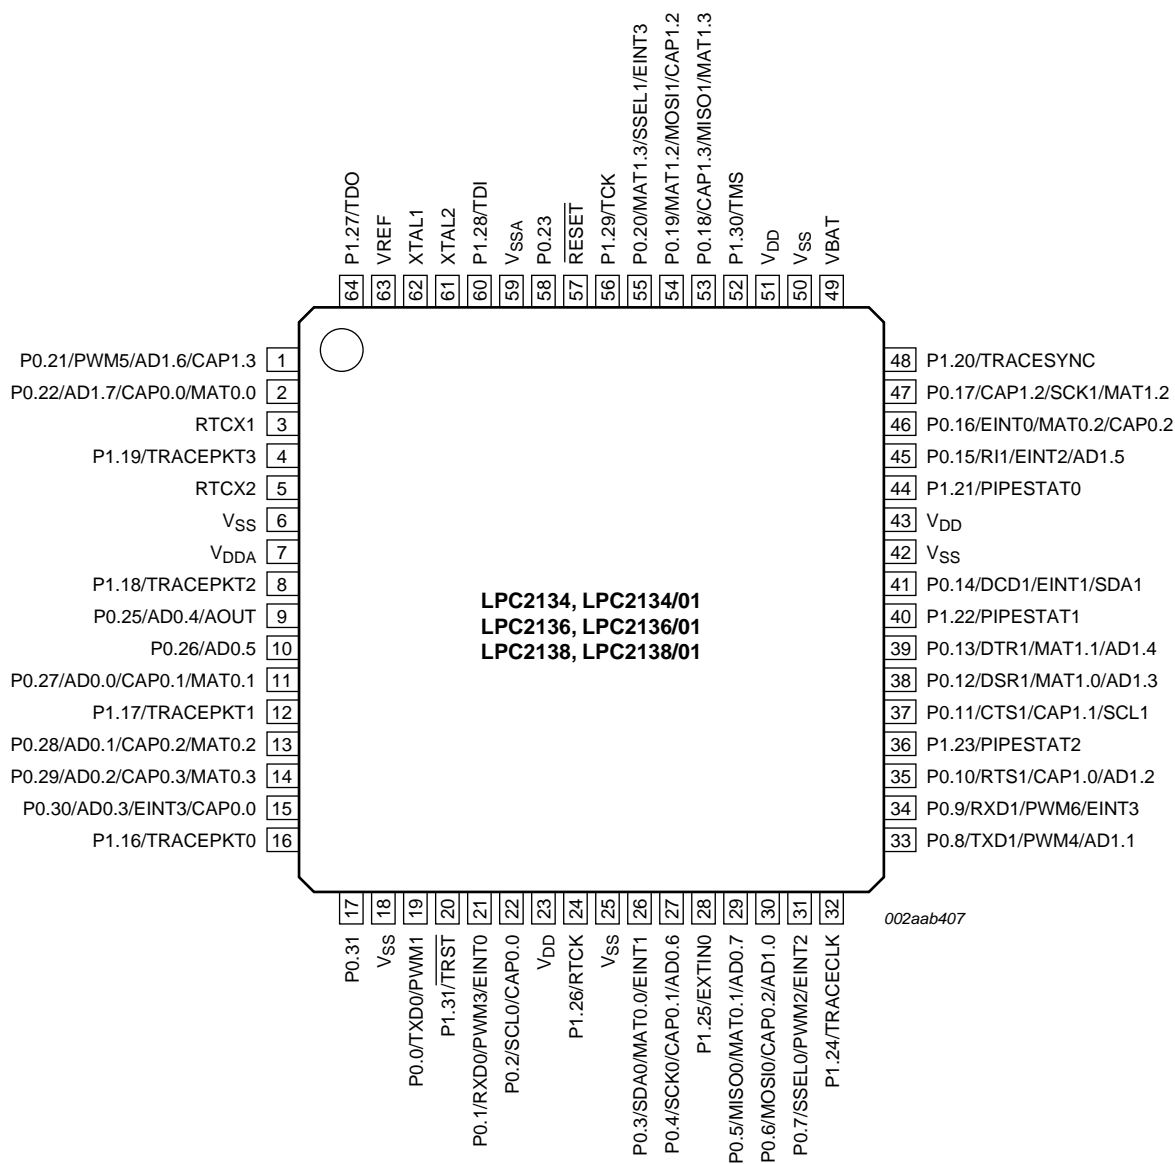 P1.27/TDO
VREF
XTAL1
XTAL2
P1.28/TDI
VSSA
P0.23
RESET
P1.29/TCK
P0.20/MAT1.3/SSEL1/EINT3
P0.19/MAT1.2/MOSI1/CAP1.2
P0.18/CAP1.3/MISO1/MAT1.3
P1.30/TMS
VDD
VSS
VBAT
64
63
62
61
60
59
58
57
56
55
54
53
52
51
50
49
P0.21/PWM5/AD1.6/CAP1.3 1
P0.22/AD1.7/CAP0.0/MAT0.0 2
RTCX1 3
P1.19/TRACEPKT3 4
RTCX2 5
VSS 6
VDDA 7
P1.18/TRACEPKT2 8
P0.25/AD0.4/AOUT 9
P0.26/AD0.5 10
P0.27/AD0.0/CAP0.1/MAT0.1 11
P1.17/TRACEPKT1 12
P0.28/AD0.1/CAP0.2/MAT0.2 13
P0.29/AD0.2/CAP0.3/MAT0.3 14
P0.30/AD0.3/EINT3/CAP0.0 15
P1.16/TRACEPKT0 16
LPC2134, LPC2134/01
LPC2136, LPC2136/01
LPC2138, LPC2138/01
48 P1.20/TRACESYNC
47 P0.17/CAP1.2/SCK1/MAT1.2
46 P0.16/EINT0/MAT0.2/CAP0.2
45 P0.15/RI1/EINT2/AD1.5
44 P1.21/PIPESTAT0
43 VDD
42 VSS
41 P0.14/DCD1/EINT1/SDA1
40 P1.22/PIPESTAT1
39 P0.13/DTR1/MAT1.1/AD1.4
38 P0.12/DSR1/MAT1.0/AD1.3
37 P0.11/CTS1/CAP1.1/SCL1
36 P1.23/PIPESTAT2
35 P0.10/RTS1/CAP1.0/AD1.2
34 P0.9/RXD1/PWM6/EINT3
33 P0.8/TXD1/PWM4/AD1.1
17
18
19
20
21
22
23
24
25
26
27
28
29
30
31
32
P0.31
VSS
P0.0/TXD0/PWM1
P1.31/TRST
P0.1/RXD0/PWM3/EINT0
P0.2/SCL0/CAP0.0
VDD
P1.26/RTCK
VSS
P0.3/SDA0/MAT0.0/EINT1
P0.4/SCK0/CAP0.1/AD0.6
P1.25/EXTIN0
P0.5/MISO0/MAT0.1/AD0.7
P0.6/MOSI0/CAP0.2/AD1.0
P0.7/SSEL0/PWM2/EINT2
P1.24/TRACECLK
002aab407